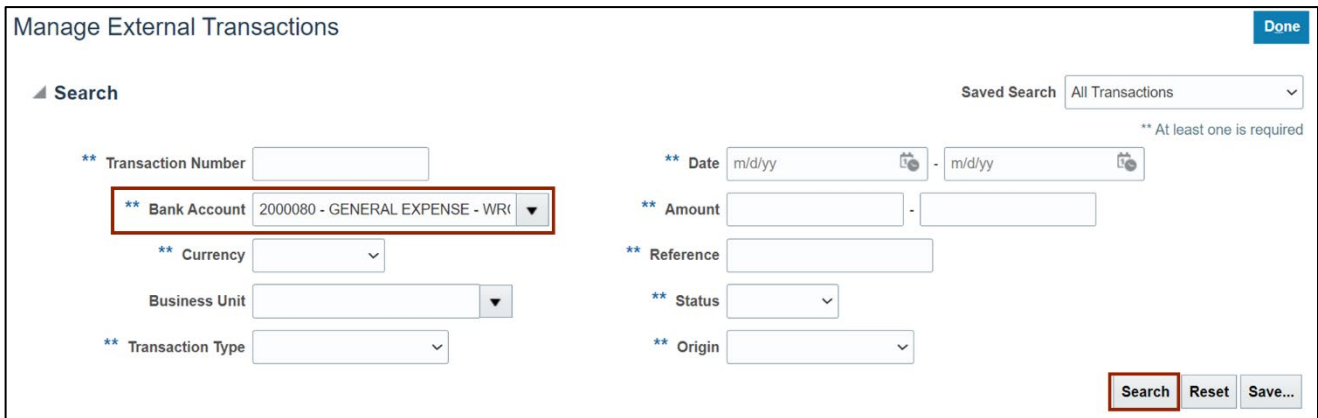 Manage External Transactions
Done
Search
Saved Search All Transactions
** At least one is required
** Transaction Number
** Date m/d/yy - m/d/yy
** Bank Account 2000080 - GENERAL EXPENSE - WR
** Amount -
** Currency
** Reference
Business Unit
** Status
** Transaction Type
** Origin
Search Reset Save...